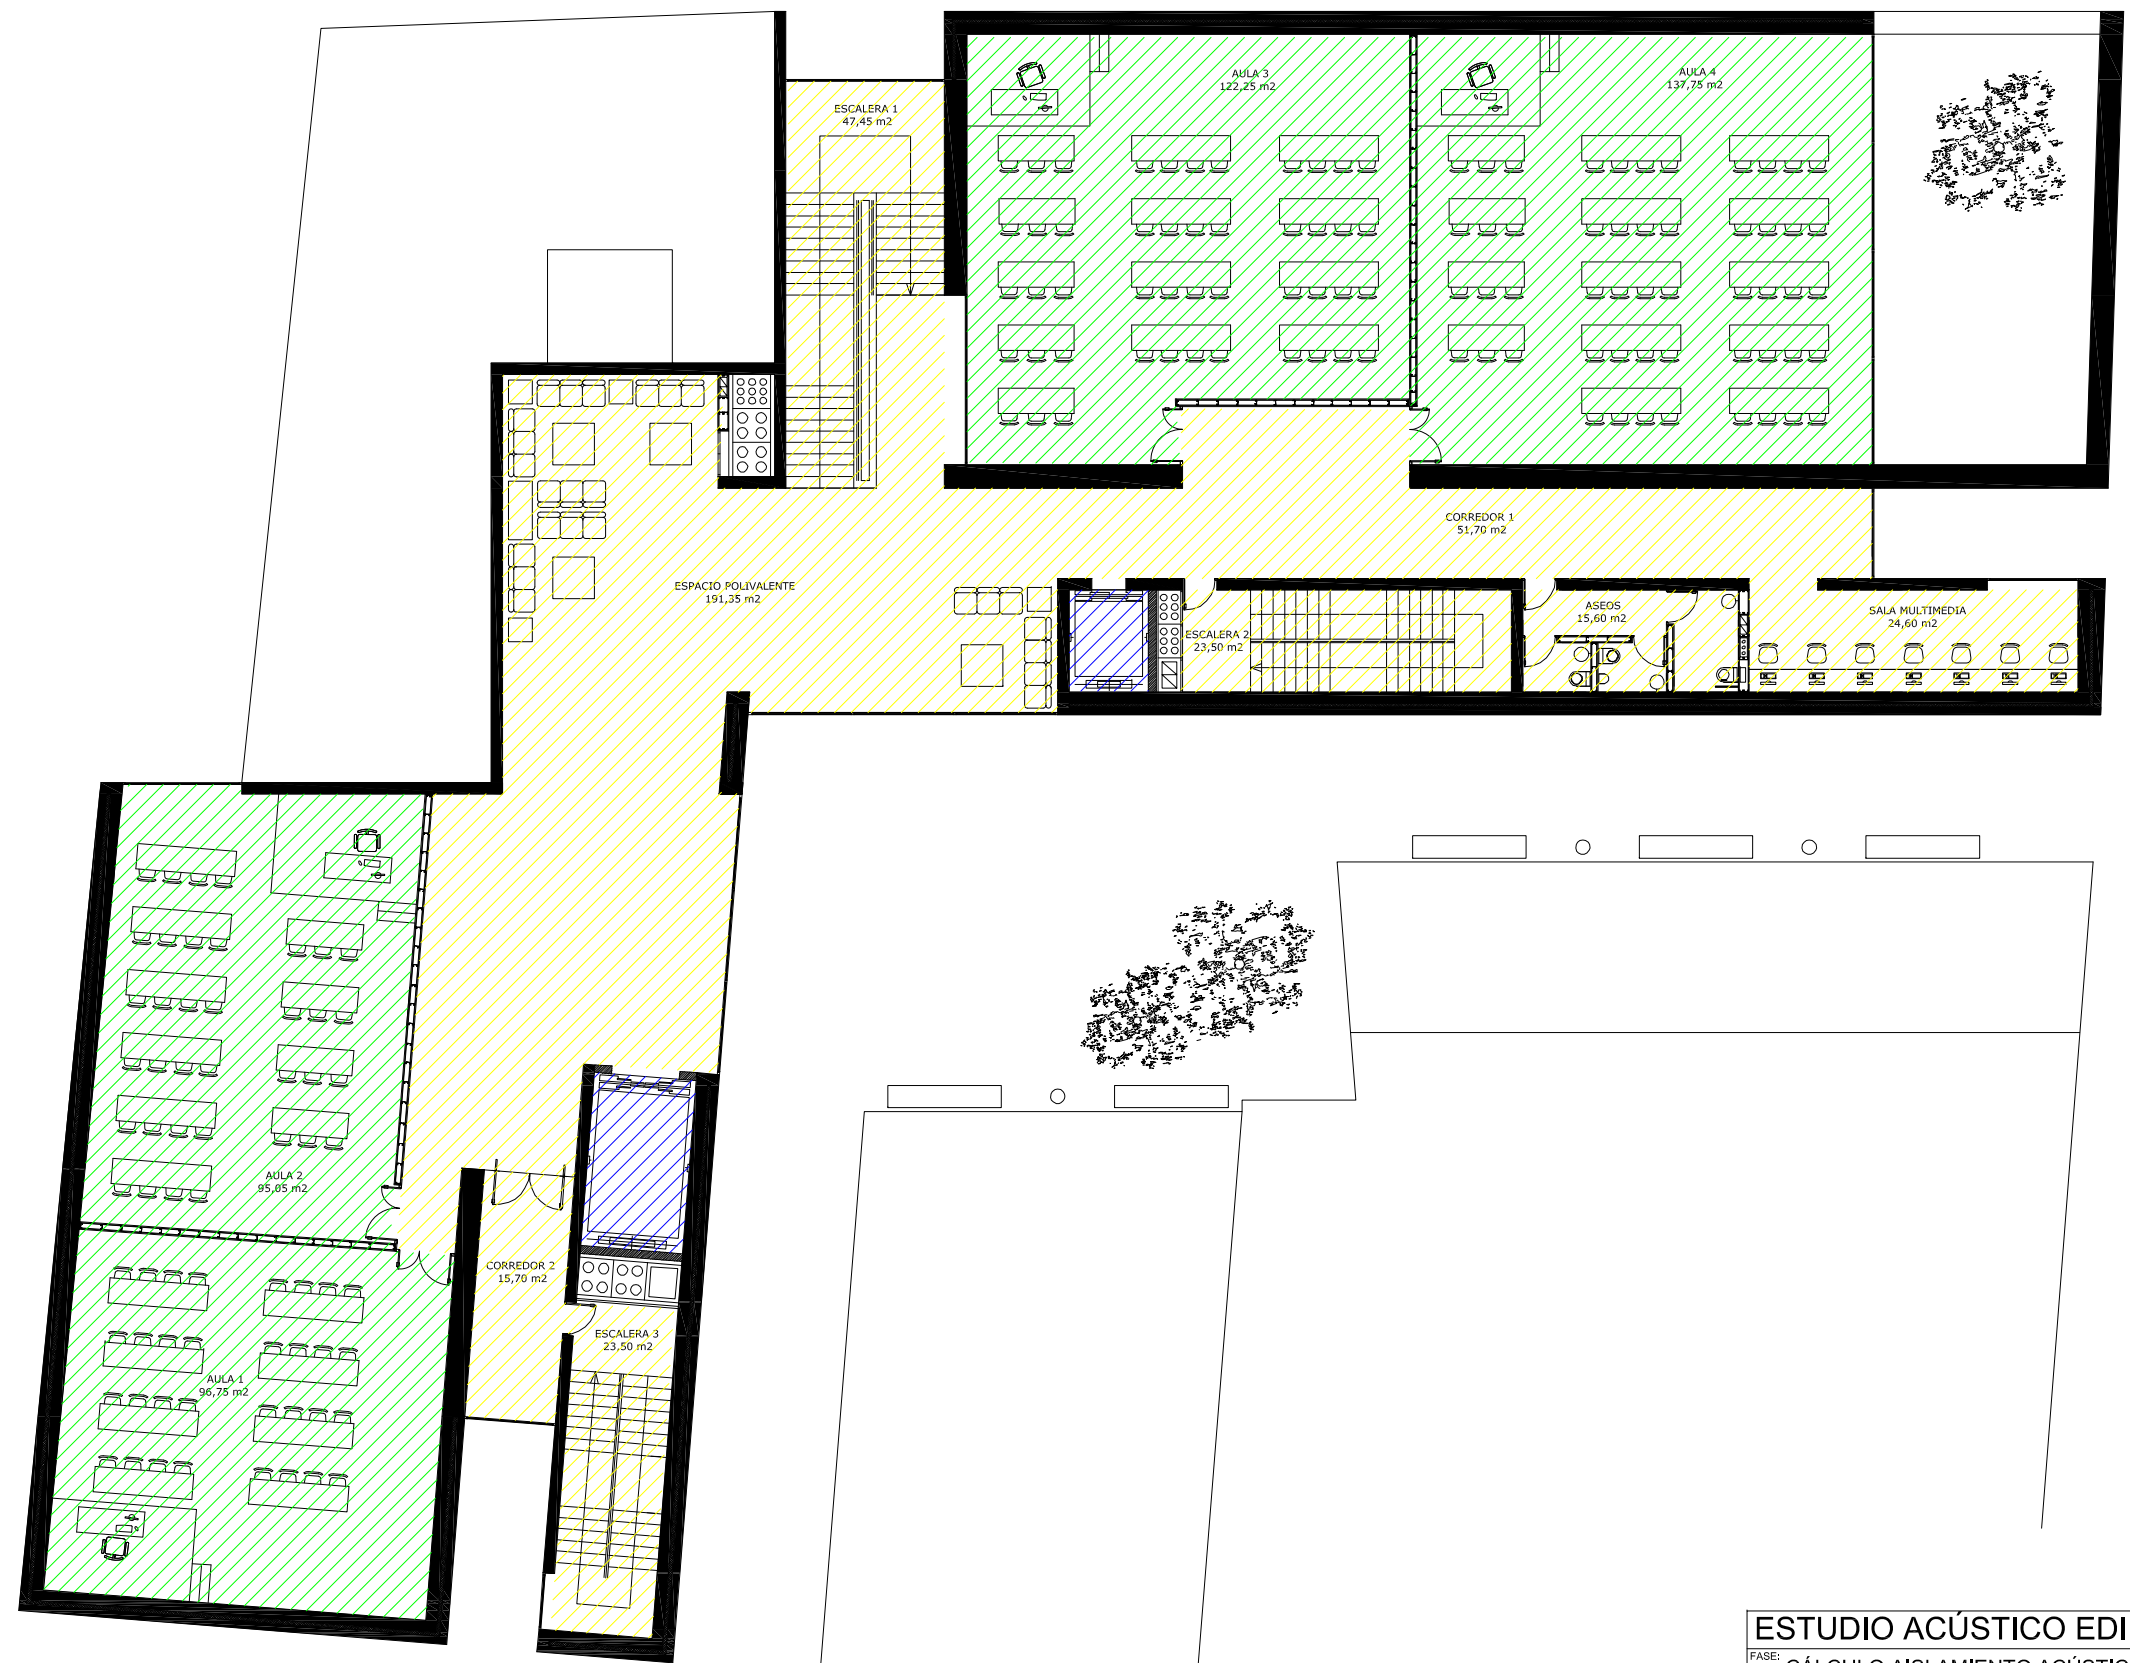 AULA 3
122,25 m2
AULA 4
137,75 m2
ESCALERA 1
47,45 m2
CORREDOR 1
51,70 m2
ESPACIO POLIVALENTE
191,35 m2
ESCALERA 2
23,50 m2
ASEOS
15,60 m2
SALA MULTIMEDIA
24,60 m2
AULA 2
95,05 m2
CORREDOR 2
15,70 m2
ESCALERA 3
23,50 m2
AULA 1
96,75 m2
ESTUDIO ACÚSTICO EDI
FASE: CÁLCULO AISLAMIENTO ACÚSTIC